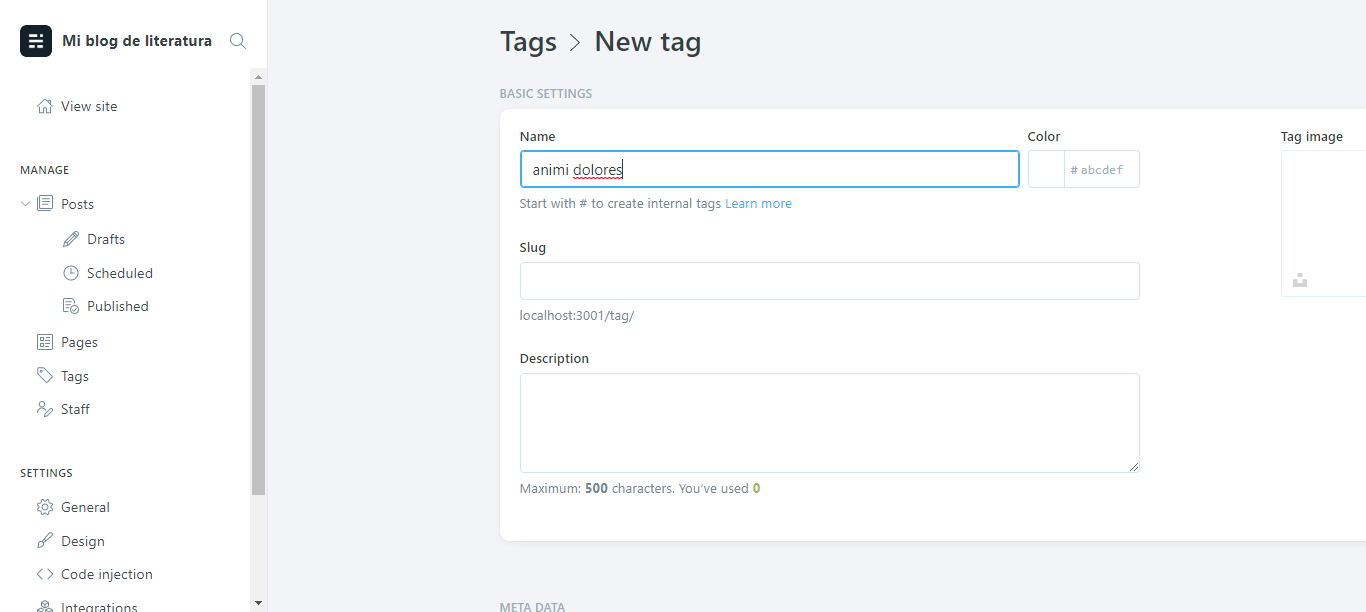 Mi blog de literatura
View site
MANAGE
Posts
Drafts
Scheduled
Published
Pages
Tags
Staff
SETTINGS
General
Design
Code injection
Integrations
Tags > New tag
BASIC SETTINGS
Name
animi dolores
Start with # to create internal tags Learn more
Color
# abcdef
Slug
localhost:3001/tag/
Description
Maximum: 500 characters. You've used 0
Tag image
META DATA